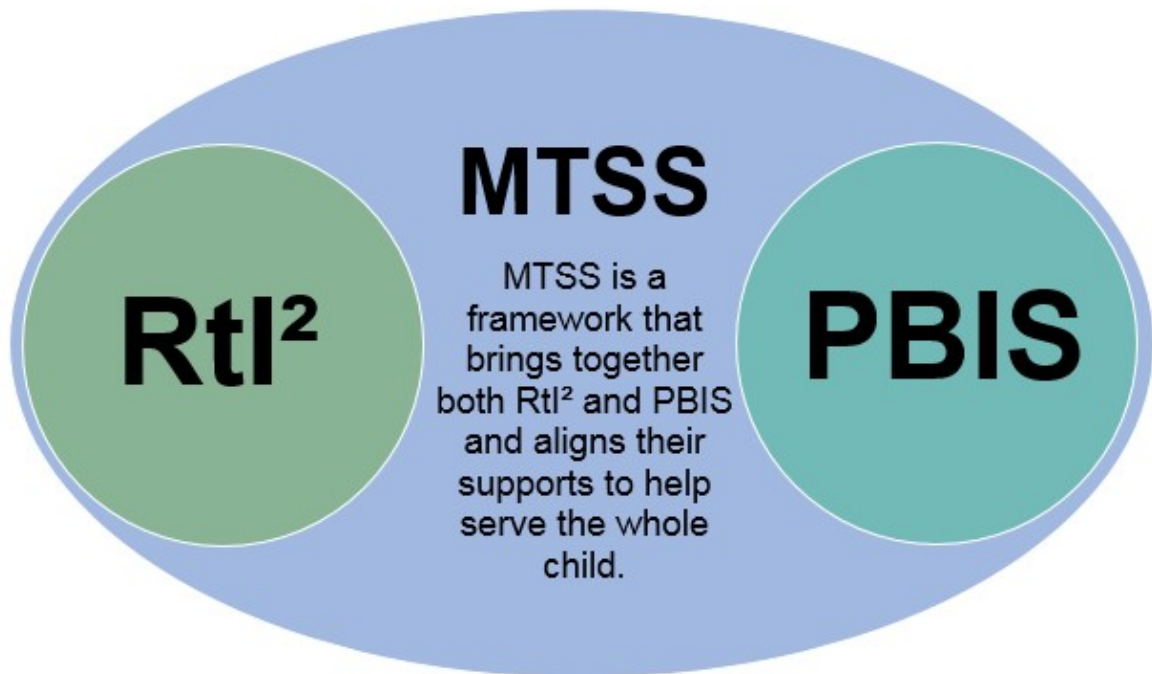 MTSS
RtI²
MTSS is a
framework that
brings together
both RtI² and PBIS
and aligns their
supports to help
serve the whole
child.
PBIS